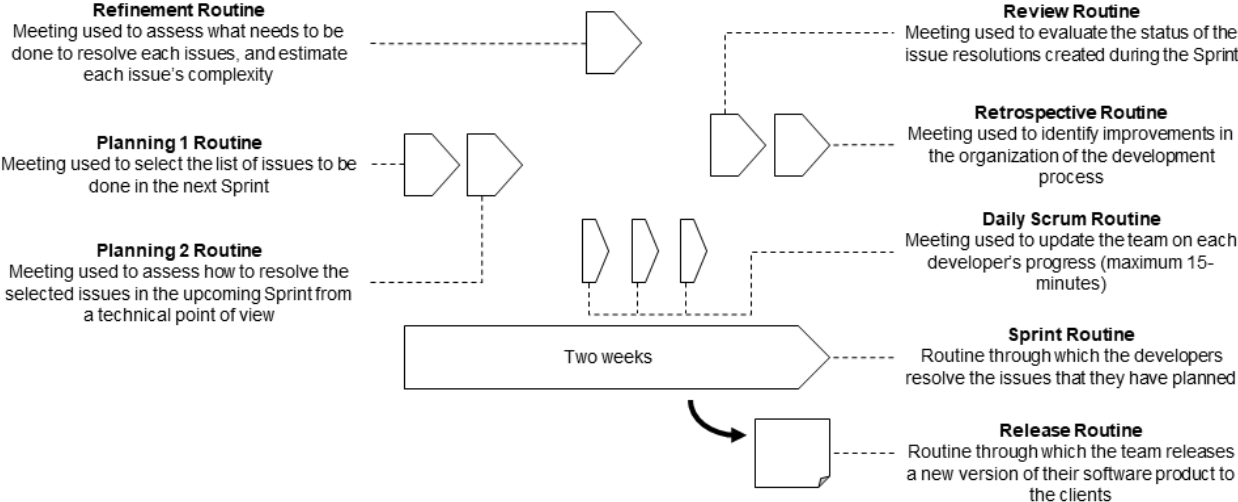 Refinement Routine
Meeting used to assess what needs to be
done to resolve each issues, and estimate
each issue's complexity
Planning 1 Routine
Meeting used to select the list of issues to be
done in the next Sprint
Planning 2 Routine
Meeting used to assess how to resolve the
selected issues in the upcoming Sprint from
a technical point of view
Two weeks
Review Routine
Meeting used to evaluate the status of the
issue resolutions created during the Sprint
Retrospective Routine
Meeting used to identify improvements in
the organization of the development
process
Daily Scrum Routine
Meeting used to update the team on each
developer's progress (maximum 15-
minutes)
Sprint Routine
Routine through which the developers
resolve the issues that they have planned
Release Routine
Routine through which the team releases
a new version of their software product to
the clients